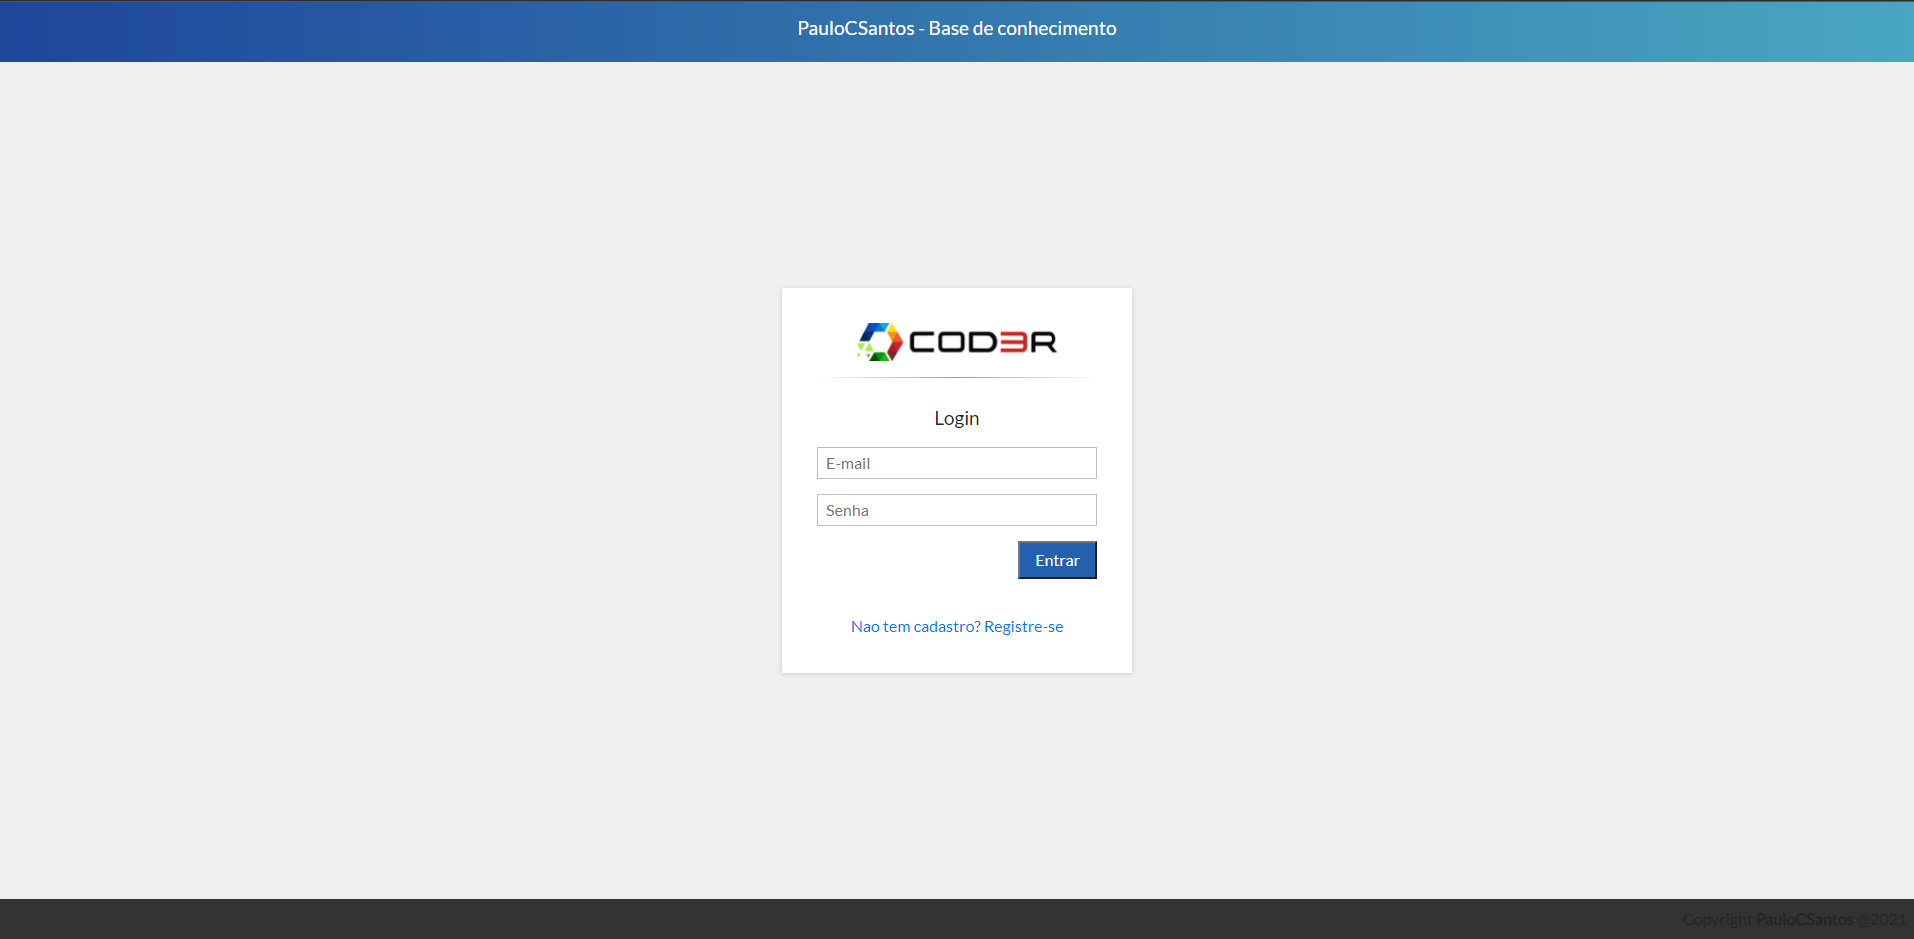 PauloCSantos - Base de conhecimento
COD3R
Login
E-mail
Senha
Entrar
Nao tem cadastro? Registre-se
Copyright PauloCSantos @2021